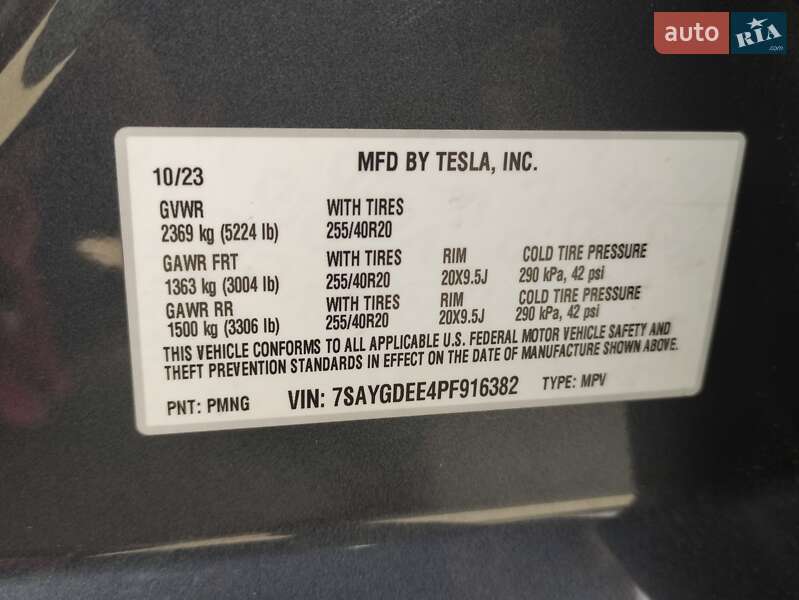 auto RIA .com
MFD BY TESLA, INC.
10/23
GVWR WITH TIRES
2369 kg (5224 lb) 255/40R20
GAWR FRT WITH TIRES RIM COLD TIRE PRESSURE
1363 kg (3004 lb) 255/40R20 20X9.5J 290 kPa, 42 psi
GAWR RR WITH TIRES RIM COLD TIRE PRESSURE
1500 kg (3306 lb) 255/40R20 20X9.5J 290 kPa, 42 psi
THIS VEHICLE CONFORMS TO ALL APPLICABLE U.S. FEDERAL MOTOR VEHICLE SAFETY AND
THEFT PREVENTION STANDARDS IN EFFECT ON THE DATE OF MANUFACTURE SHOWN ABOVE.
PNT: PMNG VIN: 7SAYGDEE4PF916382 TYPE: MPV